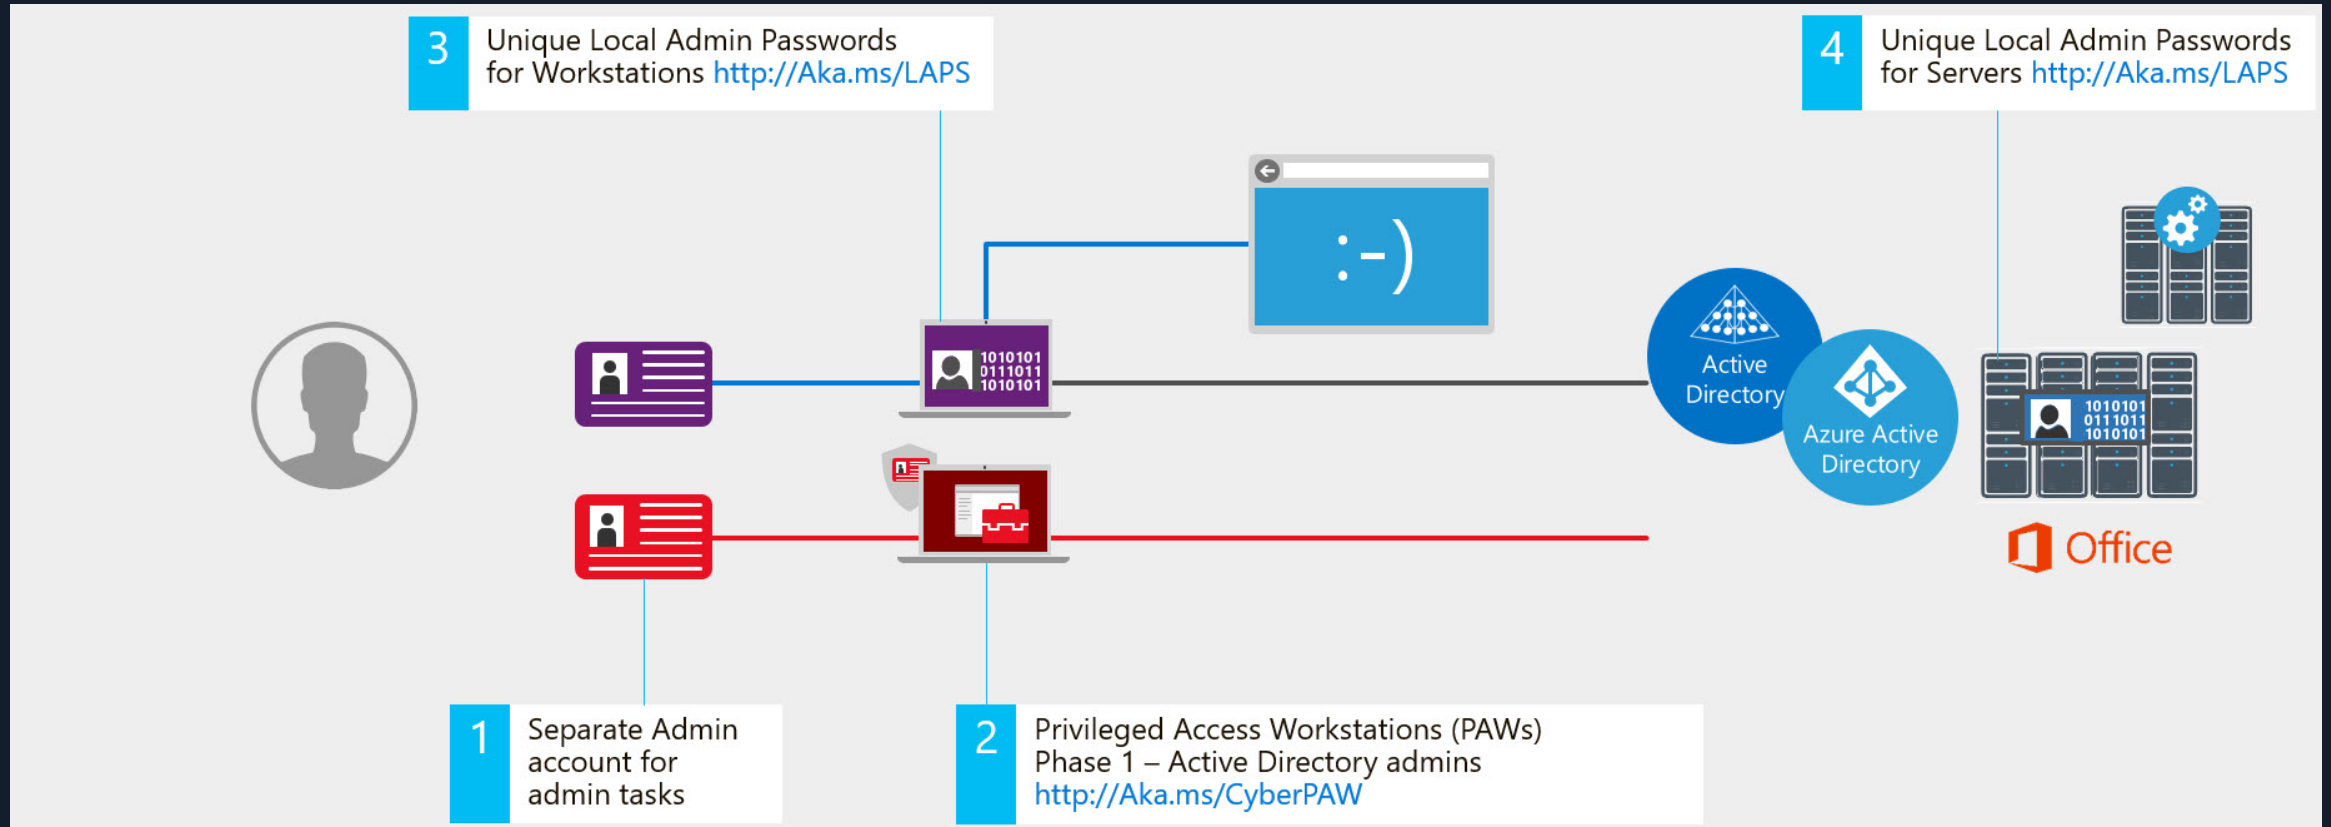 3
Unique Local Admin Passwords
for Workstations http://Aka.ms/LAPS
4
Unique Local Admin Passwords
for Servers http://Aka.ms/LAPS
:-)
1010101
0111011
1010101
Active
Directory
Azure Active
Directory
1010101
0111011
1010101
Office
1
Separate Admin
account for
admin tasks
2
Privileged Access Workstations (PAWs)
Phase 1 – Active Directory admins
http://Aka.ms/CyberPAW